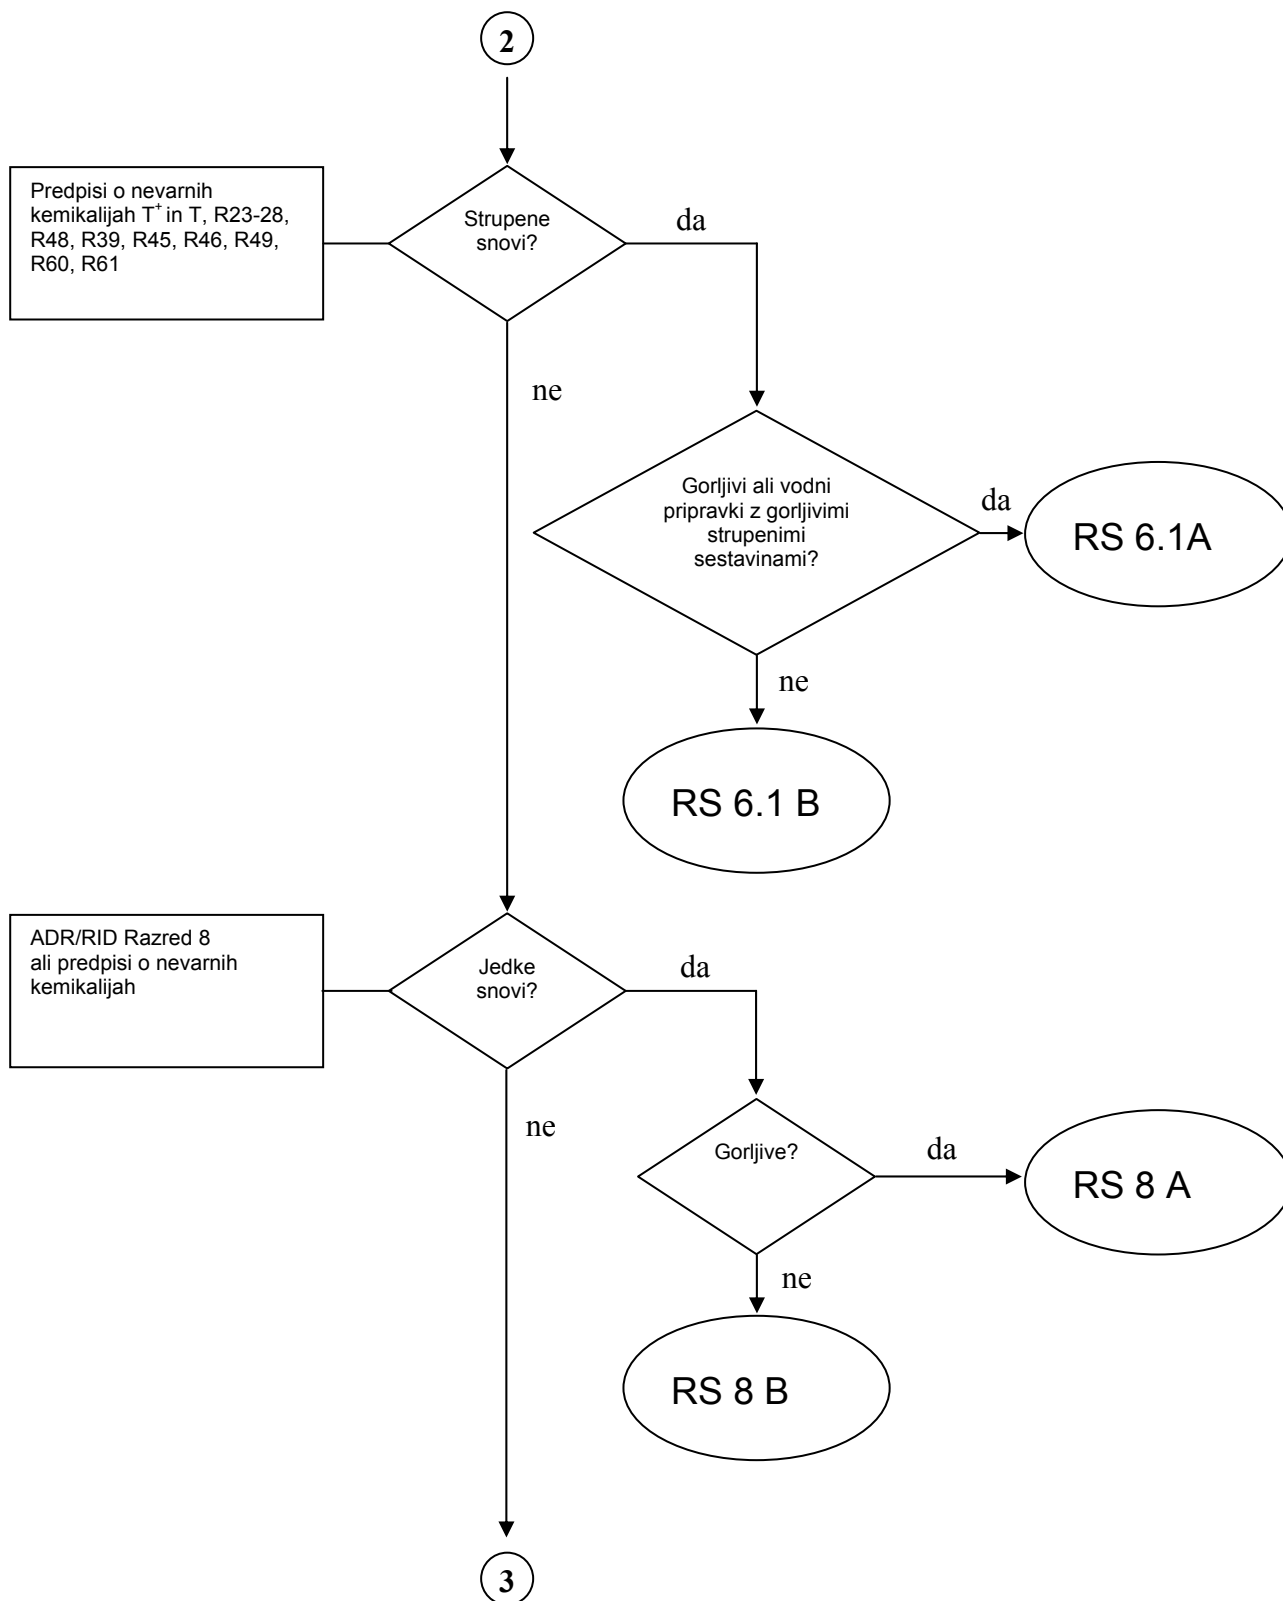 2
Predpisi o nevarnih
kemikalijah T+ in T, R23-28,
R48, R39, R45, R46, R49,
R60, R61
Strupene
snovi?
da
ne
Gorljivi ali vodni
pripravki z gorljivimi
strupenimi
sestavinami?
da
RS 6.1A
ne
RS 6.1 B
ADR/RID Razred 8
ali predpisi o nevarnih
kemikalijah
Jedke
snovi?
da
ne
Gorljive?
da
RS 8 A
ne
RS 8 B
3